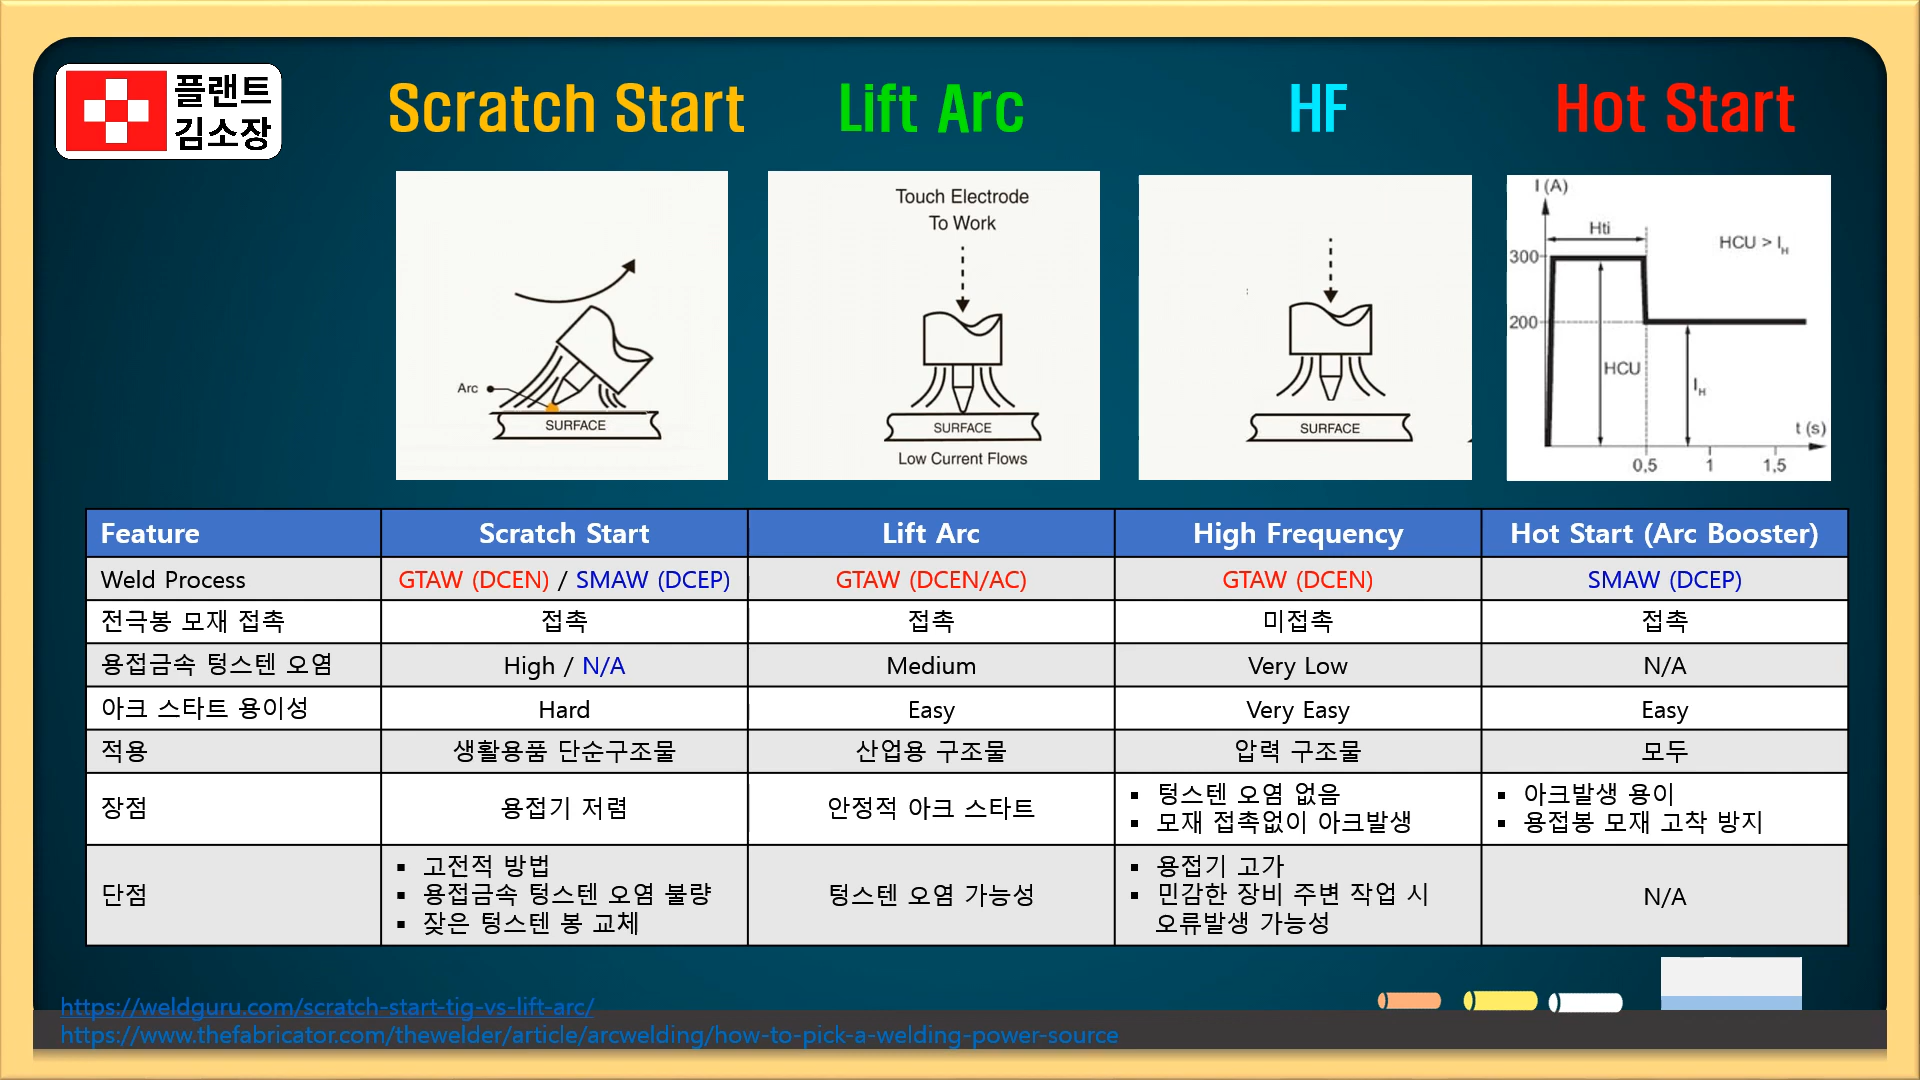 플랜트
김소장
Scratch Start
Lift Arc
HF
Hot Start
Arc
SURFACE
Touch Electrode
To Work
SURFACE
Low Current Flows
SURFACE
I (A)
Hti
HCU > I_H
300
200
HCU
I_H
t (s)
0,5 1 1,5
Feature Scratch Start Lift Arc High Frequency Hot Start (Arc Booster)
Weld Process GTAW (DCEN) / SMAW (DCEP) GTAW (DCEN/AC) GTAW (DCEN) SMAW (DCEP)
전극봉 모재 접촉 접촉 접촉 미접촉 접촉
용접금속 텅스텐 오염 High / N/A Medium Very Low N/A
아크 스타트 용이성 Hard Easy Very Easy Easy
적용 생활용품 단순구조물 산업용 구조물 압력 구조물 모두
장점
용접기 저렴
안정적 아크 스타트
▪ 텅스텐 오염 없음
▪ 모재 접촉없이 아크발생
▪ 아크발생 용이
▪ 용접봉 모재 고착 방지
단점
▪ 고전적 방법
▪ 용접금속 텅스텐 오염 불량
▪ 잦은 텅스텐 봉 교체
텅스텐 오염 가능성
▪ 용접기 고가
▪ 민감한 장비 주변 작업 시
오류발생 가능성
N/A
https://weldguru.com/scratch-start-tig-vs-lift-arc/
https://www.thefabricator.com/thewelder/article/arcwelding/how-to-pick-a-welding-power-source